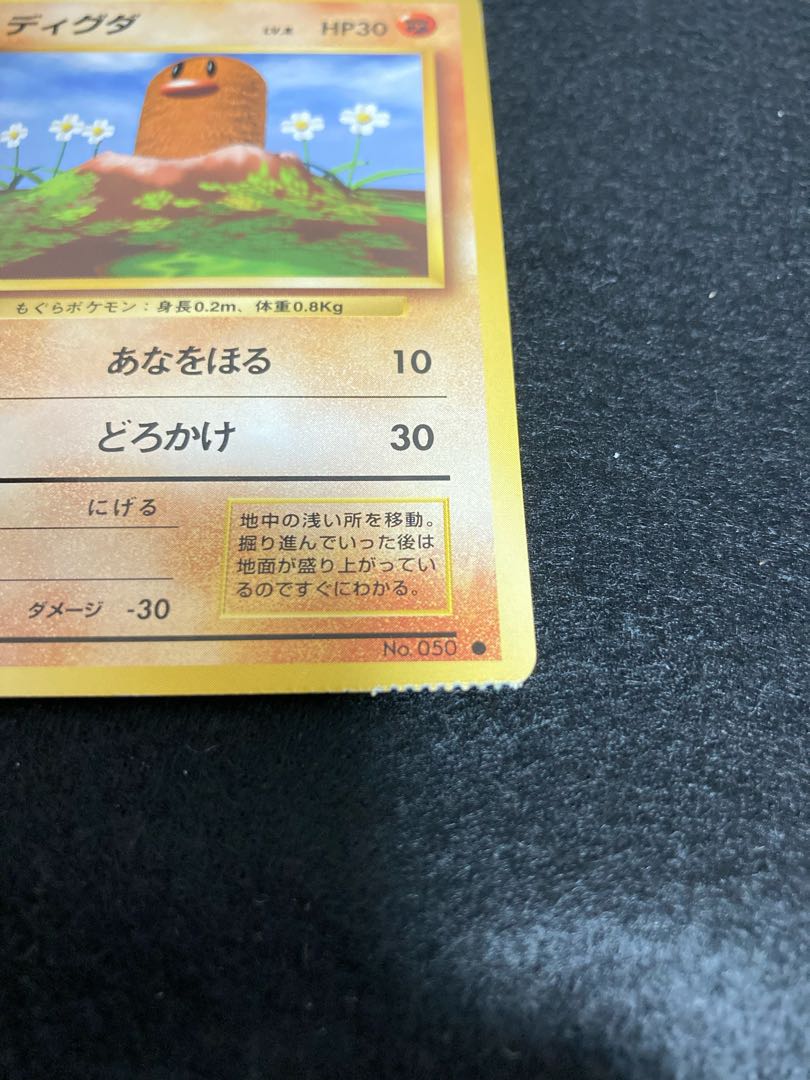 ディグダ HP30
もぐらポケモン：身長0.2m、体重0.8Kg
あなをほる 10
どろかけ 30
にげる
ダメージ -30
地中の浅い所を移動。
掘り進んでいった後は
地面が盛り上がってい
るのですぐにわかる。
No. 050 ●